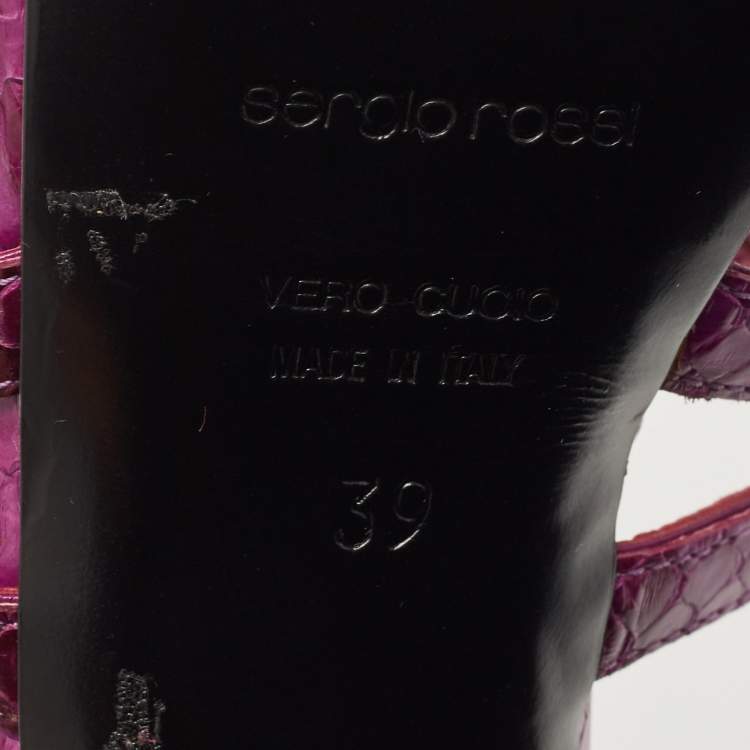 sergio rossi
VERO CUOIO
MADE IN ITALY
39